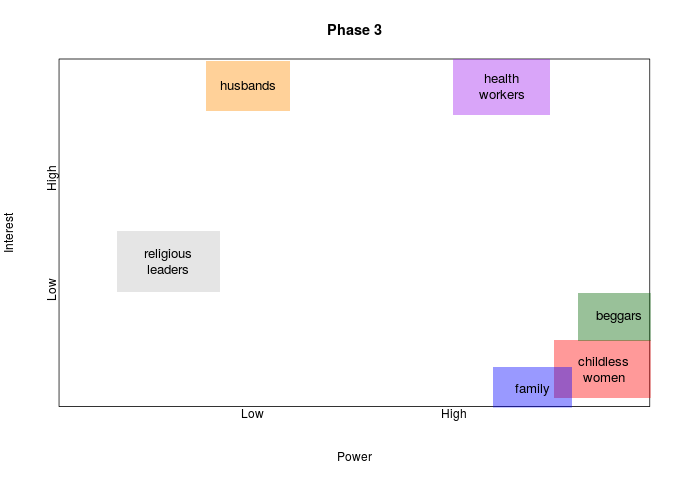 Phase 3
husbands
health
workers
High
Interest
religious
leaders
Low
beggars
childless
women
family
Low
High
Power